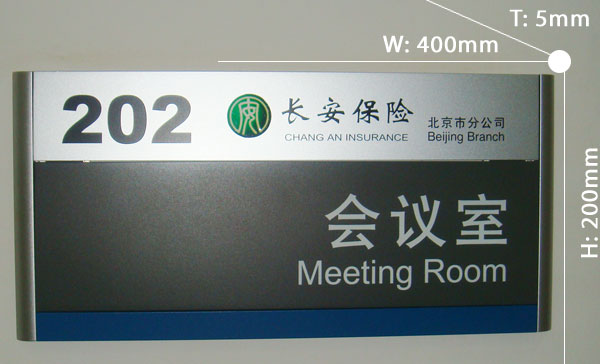 T: 5mm
W: 400mm
202
长安保险
CHANG AN INSURANCE
北京市分公司
Beijing Branch
会议室
Meeting Room
H: 200mm